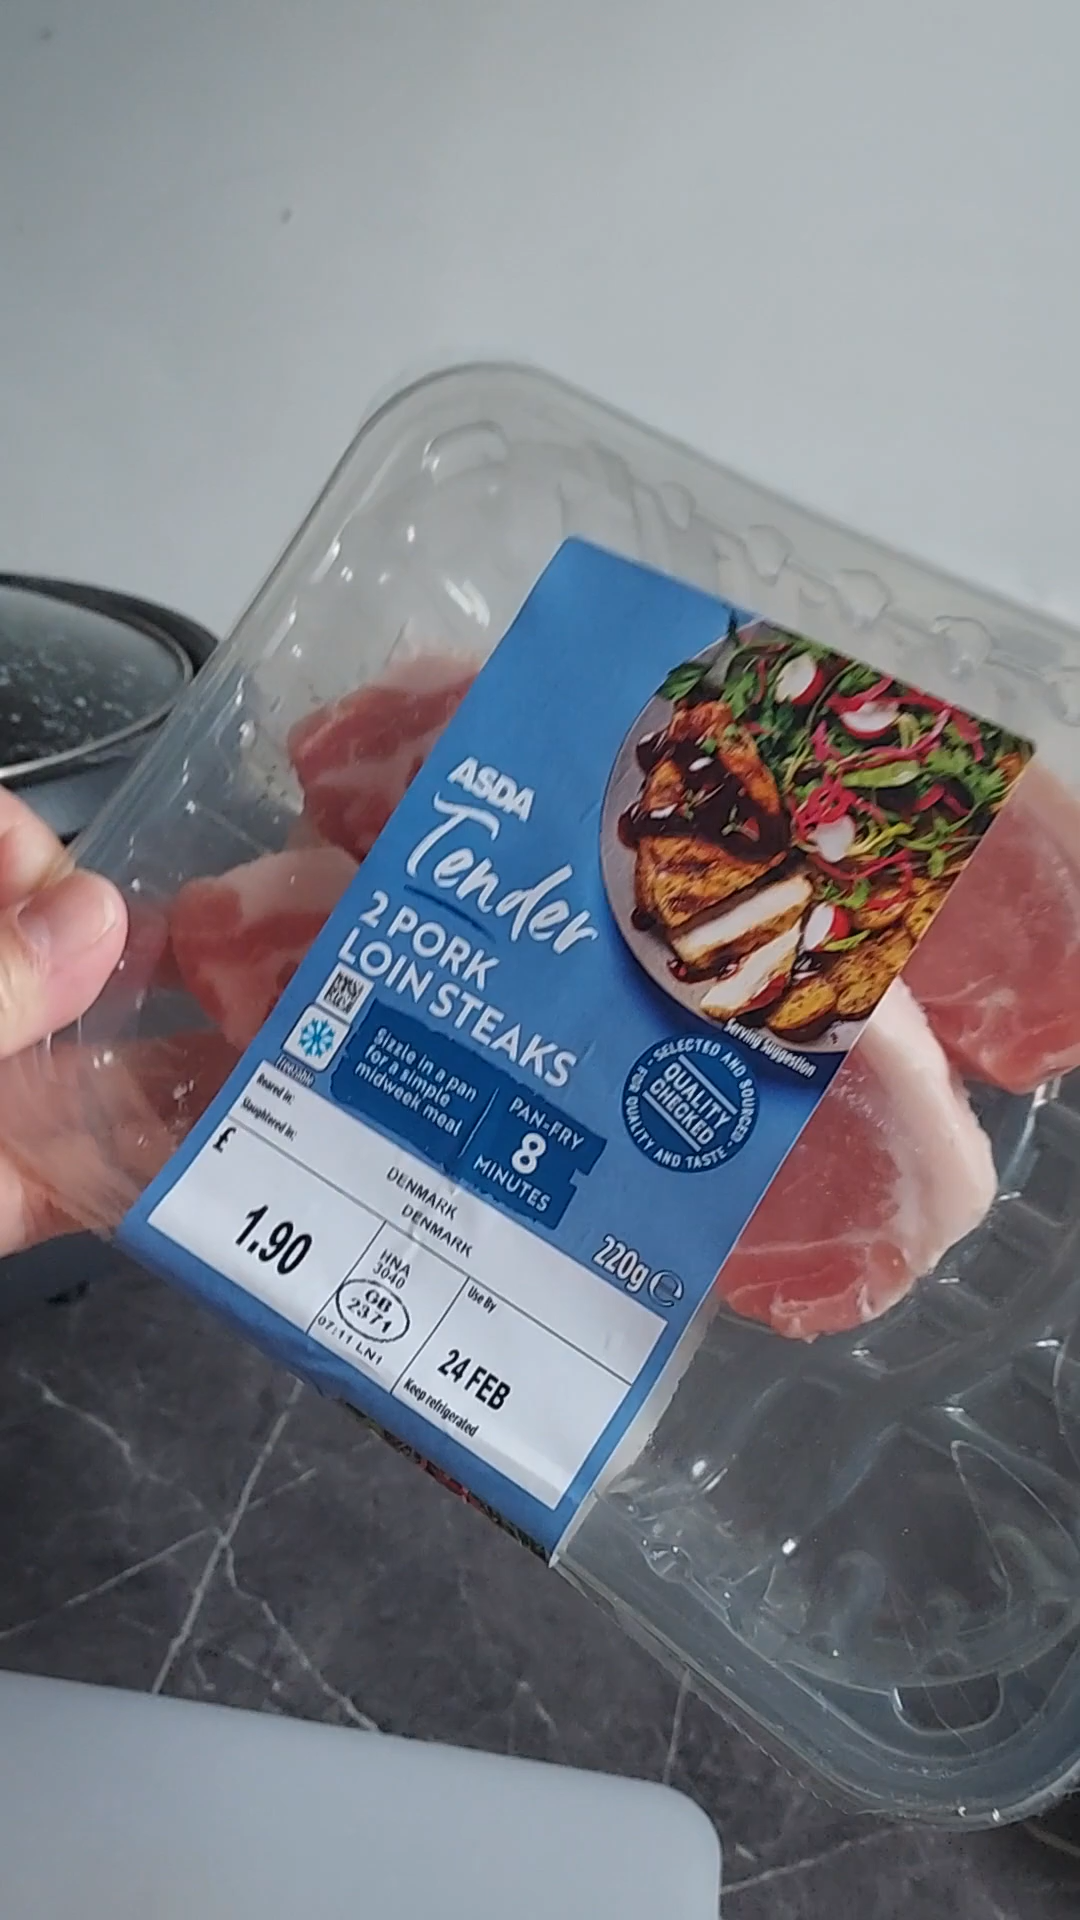 ASDA
Tender
2 PORK
LOIN STEAKS
Freezable
Sizzle in a pan
for a simple
midweek meal
PAN-FRY
8
MINUTES
Serving Suggestion
SELECTED AND SOURCED FOR QUALITY AND TASTE
QUALITY
CHECKED
220g e
Reared in:
DENMARK
Slaughtered in:
DENMARK
£
1.90
HNA
3040
GB
2371
07:11 LN1
Use By
24 FEB
Keep refrigerated